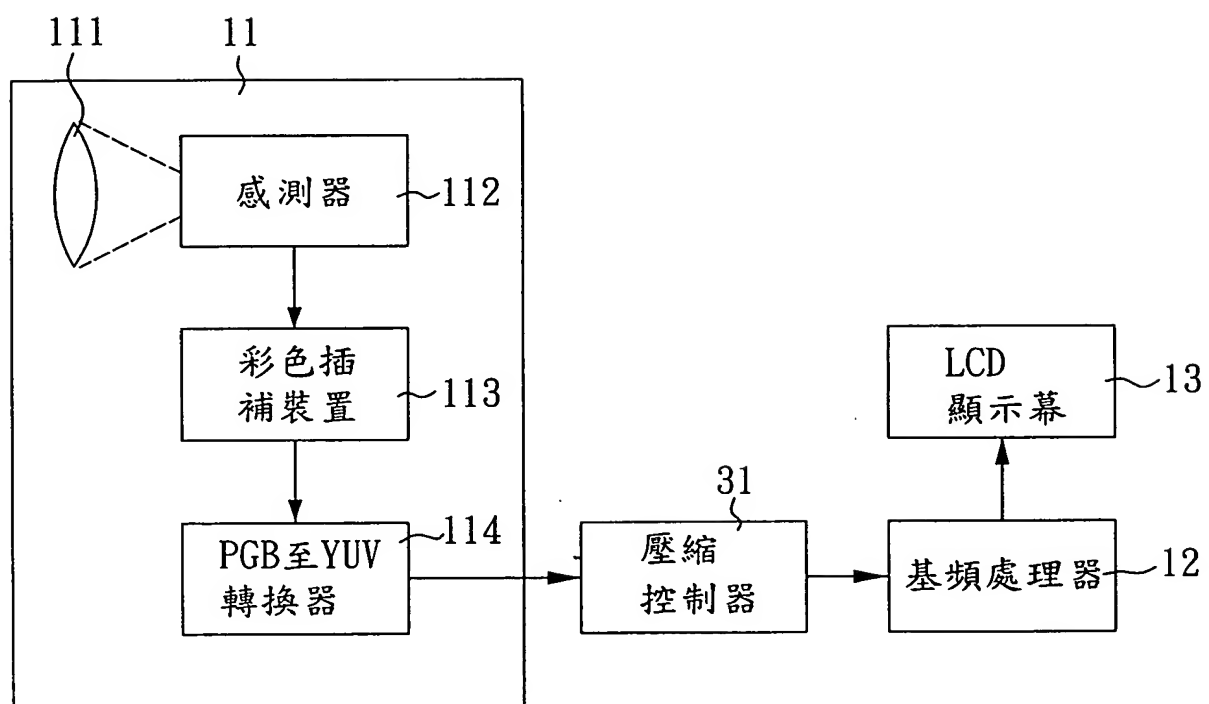 111
11
感測器
112
彩色插
補裝置
113
PGB至YUV
轉換器
114
31
壓縮
控制器
LCD
顯示幕
13
基頻處理器
12